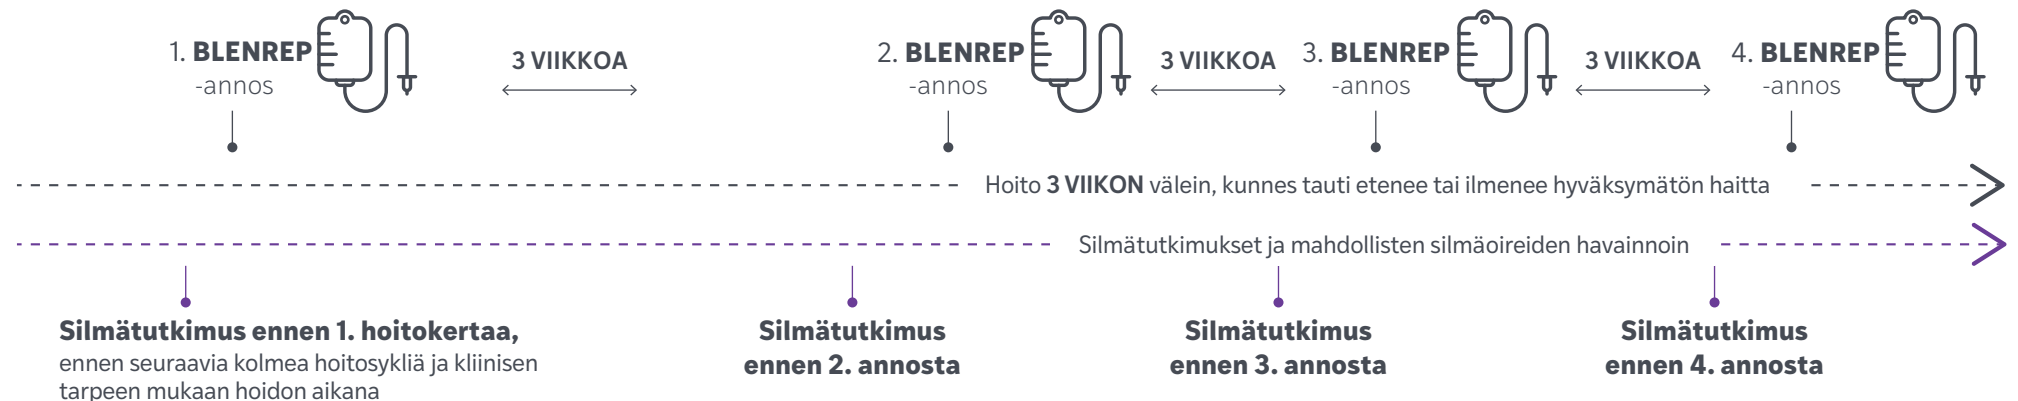 1. BLENREP
-annos
3 VIIKKOA
2. BLENREP
-annos
3 VIIKKOA
3. BLENREP
-annos
3 VIIKKOA
4. BLENREP
-annos
Hoito 3 VIIKON välein, kunnes tauti etenee tai ilmenee hyväksymätön haitta
Silmätutkimukset ja mahdollisten silmäoireiden havainnoin
Silmätutkimus ennen 1. hoitokertaa,
ennen seuraavia kolmea hoitosykliä ja kliinisen
tarpeen mukaan hoidon aikana
Silmätutkimus
ennen 2. annosta
Silmätutkimus
ennen 3. annosta
Silmätutkimus
ennen 4. annosta